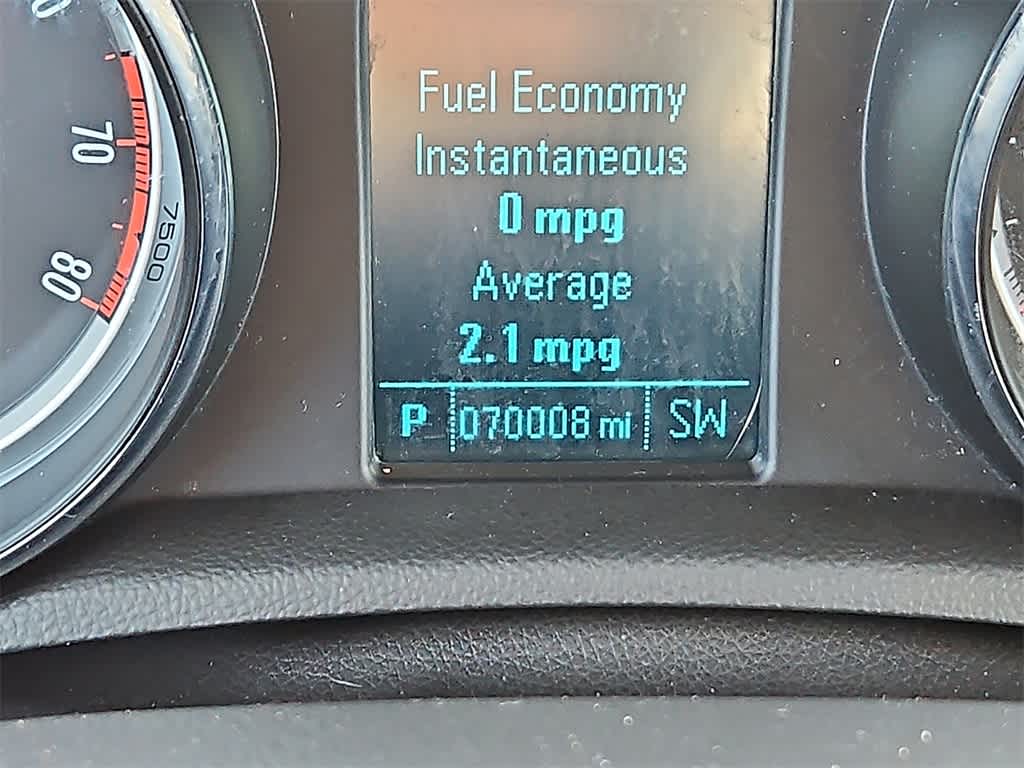 Fuel Economy
Instantaneous
0 mpg
Average
2.1 mpg
P 070008 mi SW
70
7500
80